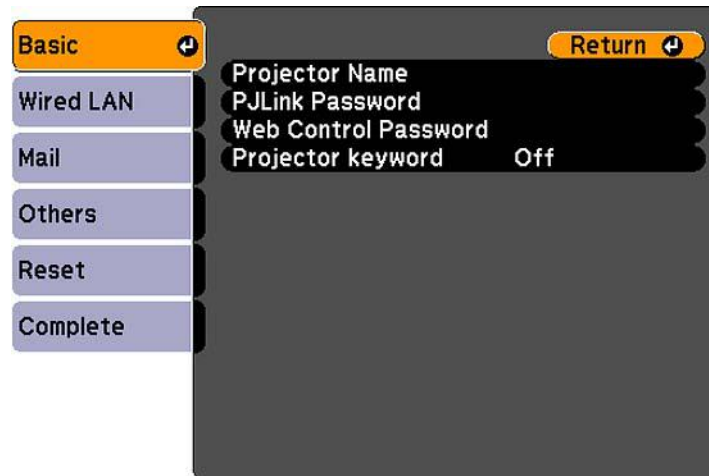 Basic
Wired LAN
Mail
Others
Reset
Complete
Return
Projector Name
PJLink Password
Web Control Password
Projector keyword Off